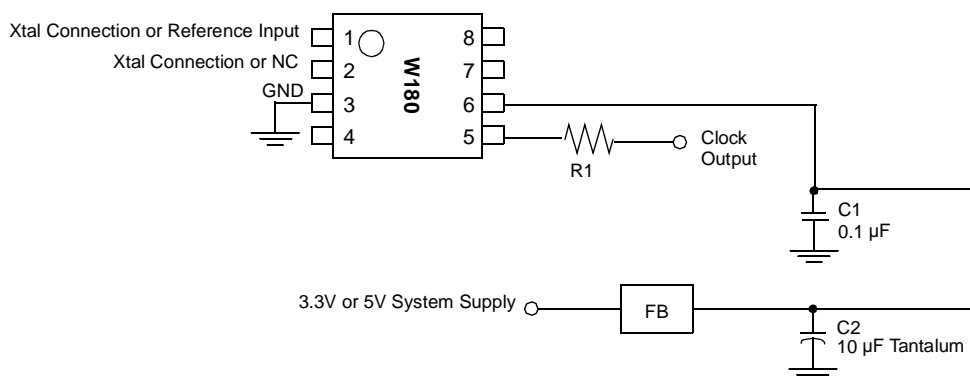 Xtal Connection or Reference Input
Xtal Connection or NC
GND
1
2
3
4
W180
8
7
6
5
R1
Clock
Output
C1
0.1 µF
3.3V or 5V System Supply
FB
C2
10 µF Tantalum